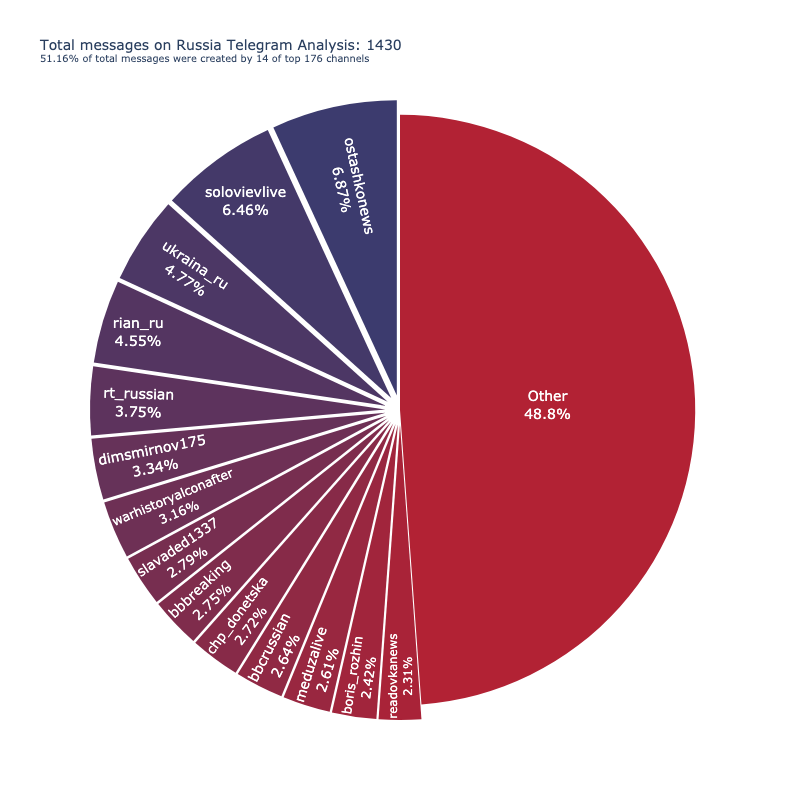 Total messages on Russia Telegram Analysis: 1430
51.16% of total messages were created by 14 of top 176 channels
ostashkonews
6.87%
solovievlive
6.46%
ukraina_ru
4.77%
rian_ru
4.55%
rt_russian
3.75%
dimsmirnov175
3.34%
warhistoryalconafter
3.16%
slavaded1337
2.79%
bbbreaking
2.75%
chp_donetska
2.72%
bbcrussian
2.64%
meduzalive
2.61%
boris_rozhin
2.42%
readovkanews
2.31%
Other
48.8%